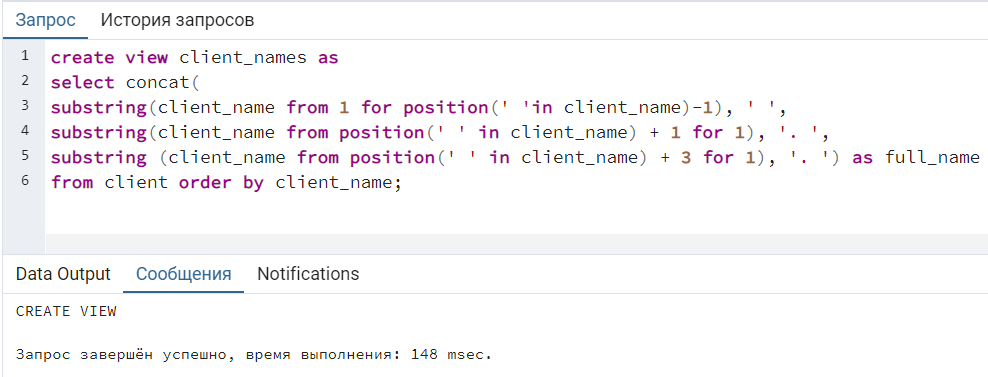 Запрос История запросов
1 create view client_names as
2 select concat(
3 substring(client_name from 1 for position(' 'in client_name)-1), ' ',
4 substring(client_name from position(' ' in client_name) + 1 for 1), '. ',
5 substring (client_name from position(' ' in client_name) + 3 for 1), '. ') as full_name
6 from client order by client_name;
Data Output Сообщения Notifications
CREATE VIEW
Запрос завершён успешно, время выполнения: 148 msec.